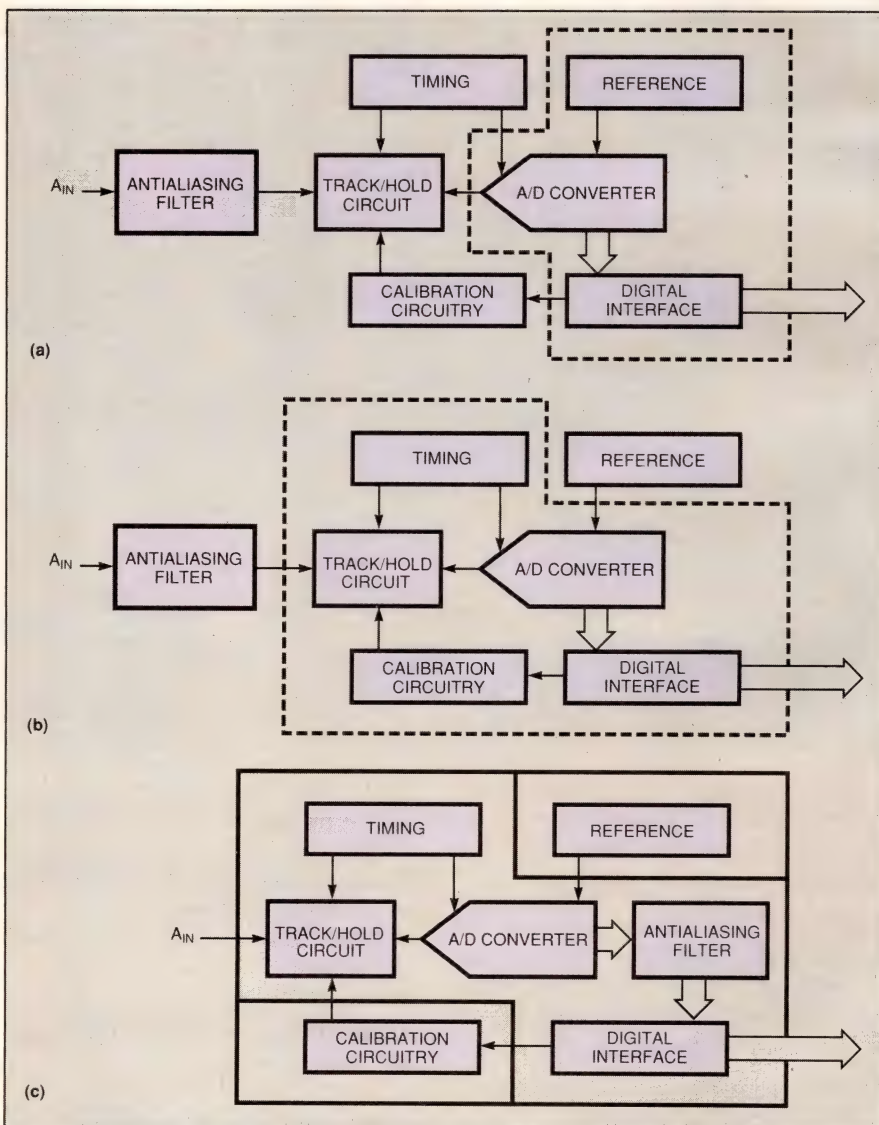 TIMING
REFERENCE
A_IN
ANTIALIASING
FILTER
TRACK/HOLD
CIRCUIT
A/D CONVERTER
CALIBRATION
CIRCUITRY
DIGITAL
INTERFACE
(a)
TIMING
REFERENCE
A_IN
ANTIALIASING
FILTER
TRACK/HOLD
CIRCUIT
A/D CONVERTER
CALIBRATION
CIRCUITRY
DIGITAL
INTERFACE
(b)
TIMING
REFERENCE
A_IN
TRACK/HOLD
CIRCUIT
A/D CONVERTER
ANTIALIASING
FILTER
CALIBRATION
CIRCUITRY
DIGITAL
INTERFACE
(c)